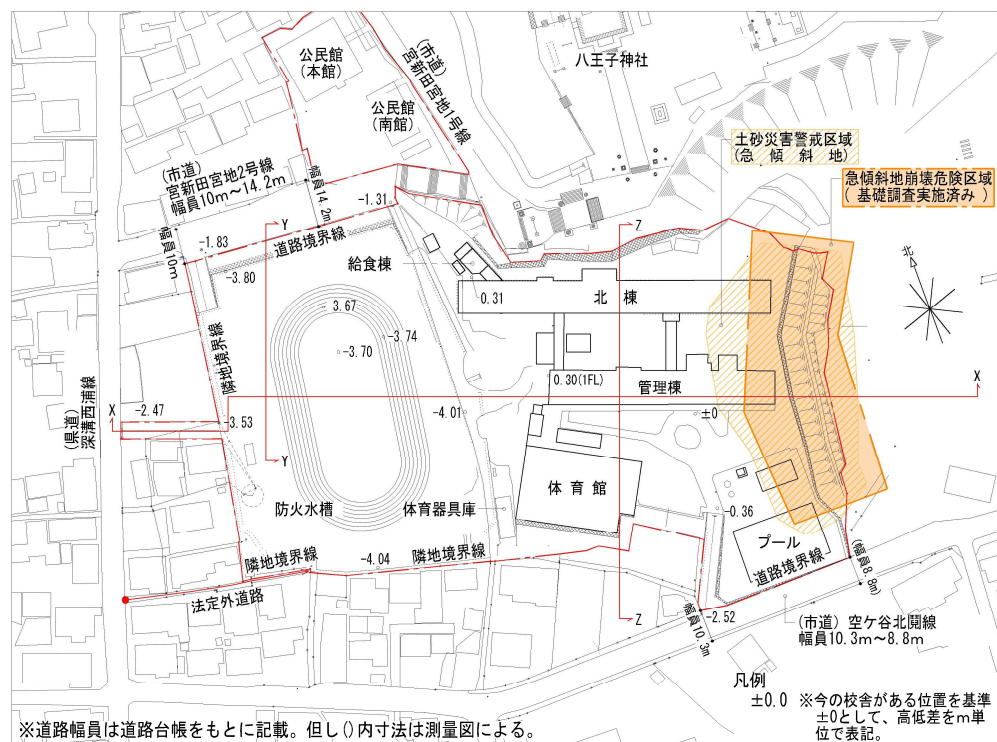 公民館
(本館)
公民館
(南館)
(市道)
宮新田宮地1号線
八王子神社
土砂災害警戒区域
(急傾斜地)
急傾斜地崩壊危険区域
(基礎調査実施済み)
(市道)
宮新田宮地2号線
幅員10m～14.2m
幅員14.2m
幅員10m
-1.31
-1.83
道路境界線
-3.80
Y
Z
北
給食棟
0.31
北棟
3.67
-3.74
-3.70
隣地境界線
0.30(1FL)
管理棟
X
X
-2.47
-3.53
-4.01
±0
(県道)
深溝西浦線
Y
防火水槽
体育器具庫
体育館
-0.36
プール
道路境界線
(幅員8.8m)
-4.04
隣地境界線
隣地境界線
法定外道路
Z
-2.52
幅員10.3m
(市道) 空ケ谷北鬮線
幅員10.3m～8.8m
凡例
±0.0 ※今の校舎がある位置を基準
±0として、高低差をm単
位で表記。
※道路幅員は道路台帳をもとに記載。但し()内寸法は測量図による。